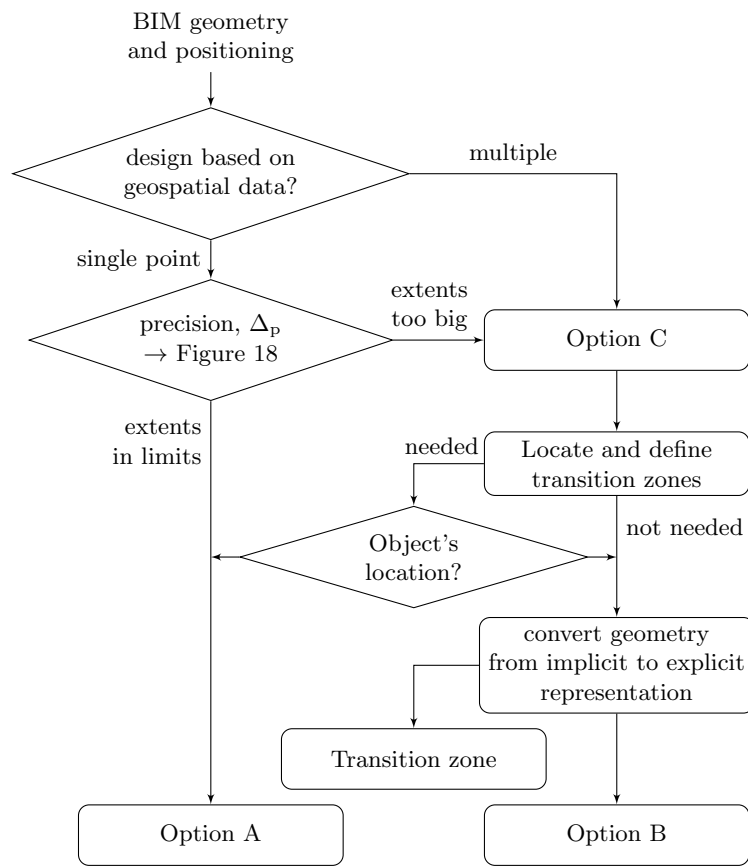 BIM geometry
and positioning
design based on
geospatial data?
multiple
single point
precision, Δp
→ Figure 18
extents
too big
Option C
extents
in limits
needed
Locate and define
transition zones
not needed
Object's
location?
convert geometry
from implicit to explicit
representation
Transition zone
Option A
Option B